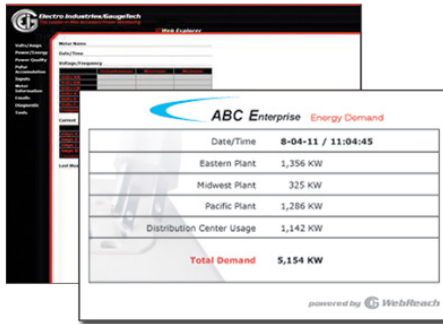 Electro Industries/GaugeTech
Web Explorer
Volts/Amps
Power/Energy
Power Quality
Pulse
Accumulation
Inputs
Meter
Information
Emails
Diagnostic
Tools
Meter Name
Date/Time
Voltage/Frequency
Current
ABC Enterprise Energy Demand
Date/Time 8-04-11 / 11:04:45
Eastern Plant 1,356 KW
Midwest Plant 325 KW
Pacific Plant 1,286 KW
Distribution Center Usage 1,142 KW
Total Demand 5,154 KW
powered by WebReach